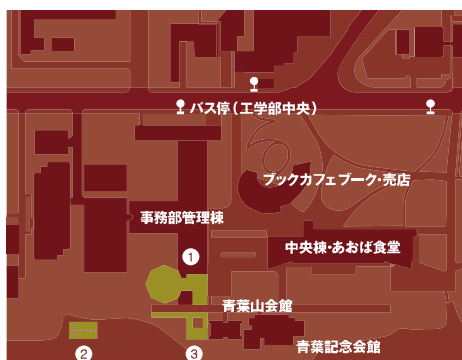 バス停(工学部中央)
ブックカフェブーク・売店
事務部管理棟
中央棟・あおば食堂
1
青葉山会館
青葉記念会館
2
3